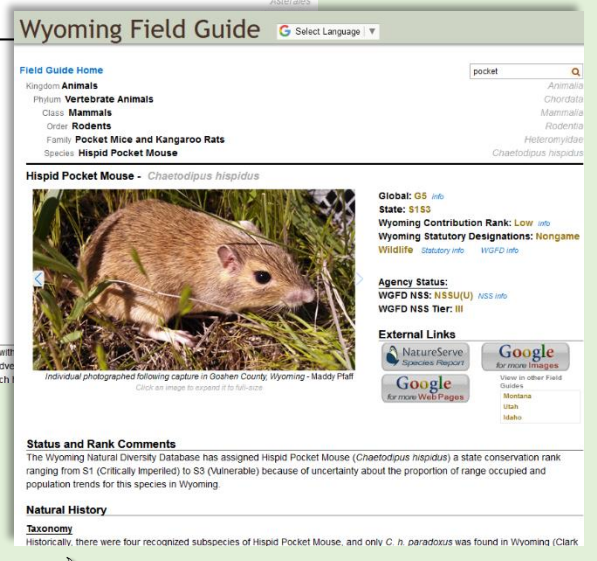 Asterales
Wyoming Field Guide
G Select Language ▼
Field Guide Home
pocket
Kingdom Animals Animalia
Phylum Vertebrate Animals Chordata
Class Mammals Mammalia
Order Rodents Rodentia
Family Pocket Mice and Kangaroo Rats Heteromyidae
Species Hispid Pocket Mouse Chaetodipus hispidus
Hispid Pocket Mouse - Chaetodipus hispidus
Global: G5 info
State: S1S3
Wyoming Contribution Rank: Low info
Wyoming Statutory Designations: Nongame
Wildlife Statutory info WGFD info
Agency Status:
WGFD NSS: NSSU(U) NSS info
WGFD NSS Tier: III
External Links
NatureServe
Species Report
Google
for more Images
Google
for more Web Pages
View in other Field
Guides
Montana
Utah
Idaho
with
Individual photographed following capture in Goshen County, Wyoming - Maddy Pfaff
Click an image to expand it to full-size
Status and Rank Comments
The Wyoming Natural Diversity Database has assigned Hispid Pocket Mouse (Chaetodipus hispidus) a state conservation rank
ranging from S1 (Critically Imperiled) to S3 (Vulnerable) because of uncertainty about the proportion of range occupied and
population trends for this species in Wyoming.
Natural History
Taxonomy
Historically, there were four recognized subspecies of Hispid Pocket Mouse, and only C. h. paradoxus was found in Wyoming (Clark